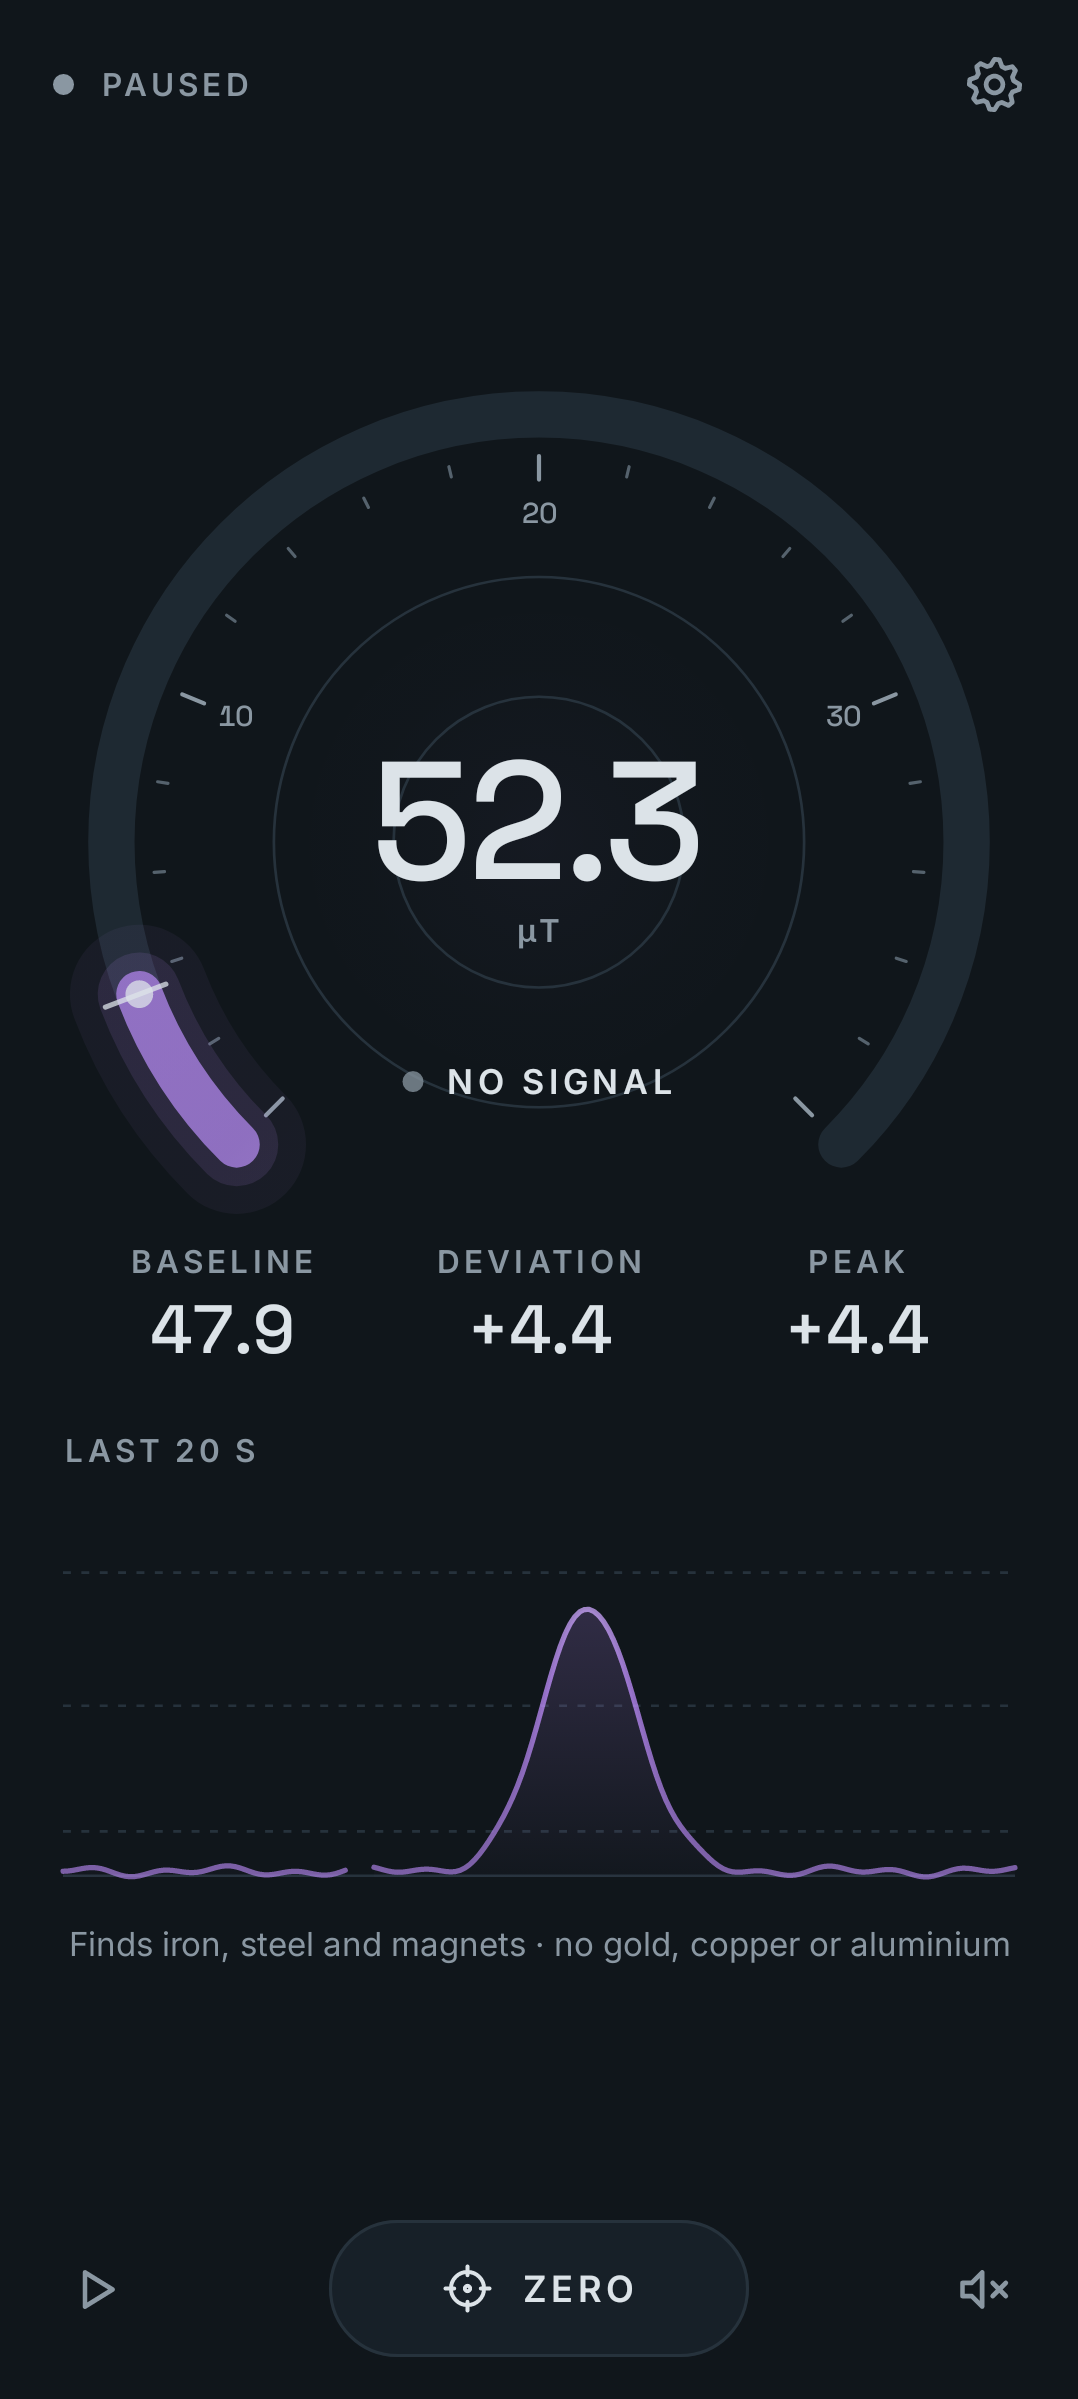 PAUSED
20
10
30
52.3
µT
NO SIGNAL
BASELINE DEVIATION PEAK
47.9 +4.4 +4.4
LAST 20 S
Finds iron, steel and magnets · no gold, copper or aluminium
ZERO